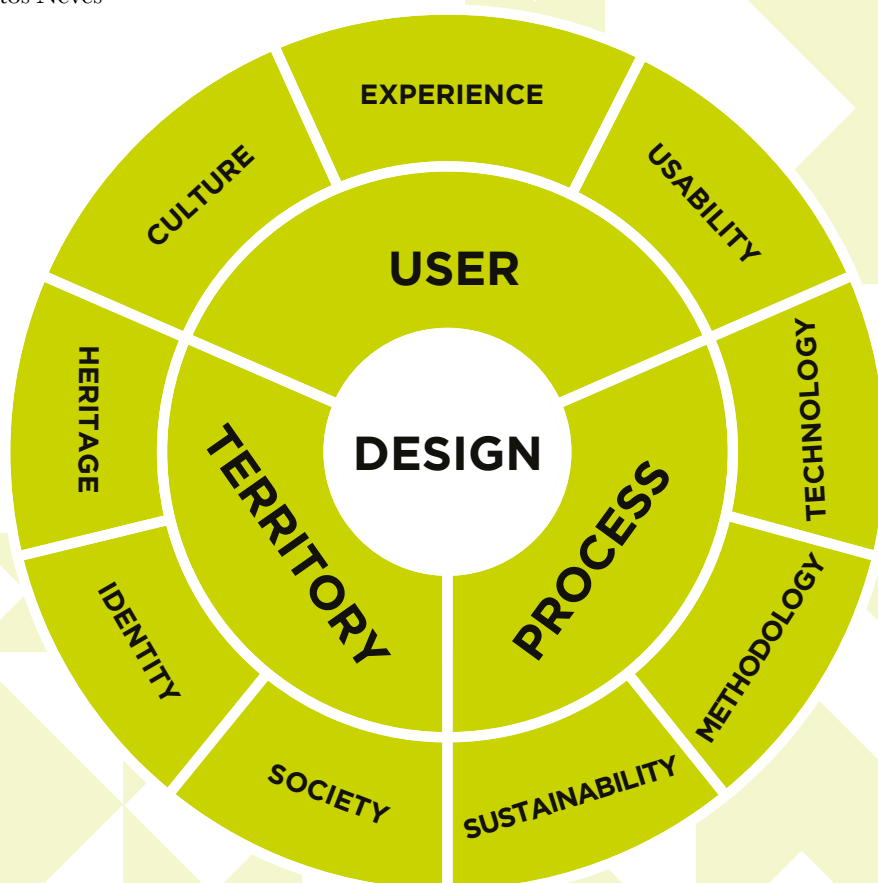 EXPERIENCE
USABILITY
TECHNOLOGY
METHODOLOGY
SUSTAINABILITY
SOCIETY
IDENTITY
HERITAGE
CULTURE
USER
PROCESS
TERRITORY
DESIGN